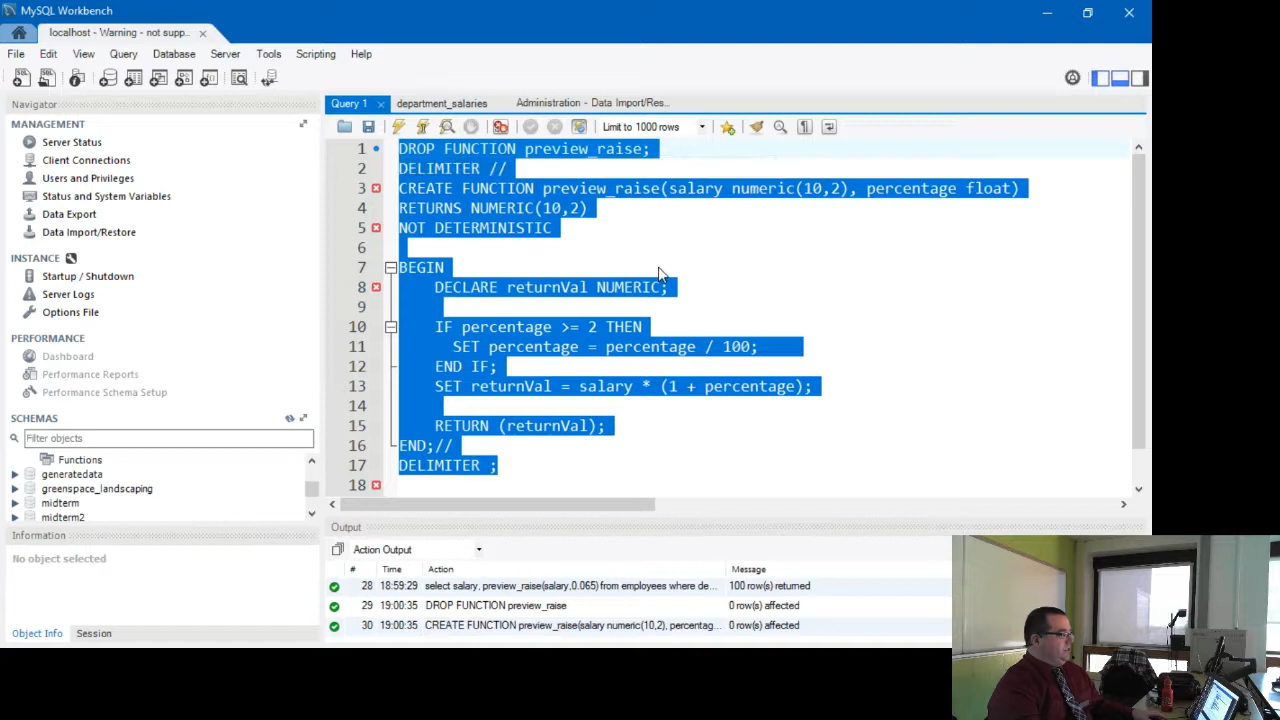 MySQL Workbench
localhost - Warning - not supp..
File Edit View Query Database Server Tools Scripting Help
Navigator
MANAGEMENT
Server Status
Client Connections
Users and Privileges
Status and System Variables
Data Export
Data Import/Restore
INSTANCE
Startup / Shutdown
Server Logs
Options File
PERFORMANCE
Dashboard
Performance Reports
Performance Schema Setup
SCHEMAS
Filter objects
Functions
generatedata
greenspace_landscaping
midterm
midterm2
Information
No object selected
Object Info Session
Query 1 department_salaries Administration - Data Import/Res..
Limit to 1000 rows
1 DROP FUNCTION preview_raise;
2 DELIMITER //
3 CREATE FUNCTION preview_raise(salary numeric(10,2), percentage float)
4 RETURNS NUMERIC(10,2)
5 NOT DETERMINISTIC
6
7 BEGIN
8 DECLARE returnVal NUMERIC;
9
10 IF percentage >= 2 THEN
11 SET percentage = percentage / 100;
12 END IF;
13 SET returnVal = salary * (1 + percentage);
14
15 RETURN (returnVal);
16 END;//
17 DELIMITER ;
18
Output
Action Output
# Time Action Message
28 18:59:29 select salary, preview_raise(salary,0.065) from employees where de... 100 row(s) returned
29 19:00:35 DROP FUNCTION preview_raise 0 row(s) affected
30 19:00:35 CREATE FUNCTION preview_raise(salary numeric(10,2), percentag... 0 row(s) affected